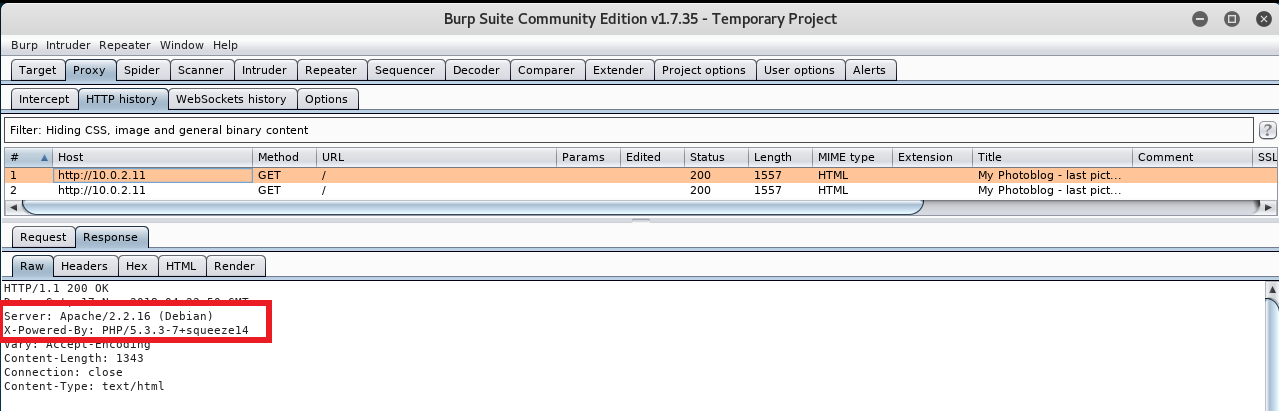 Burp Suite Community Edition v1.7.35 - Temporary Project
Burp Intruder Repeater Window Help
Target Proxy Spider Scanner Intruder Repeater Sequencer Decoder Comparer Extender Project options User options Alerts
Intercept HTTP history WebSockets history Options
Filter: Hiding CSS, image and general binary content ?
# Host Method URL Params Edited Status Length MIME type Extension Title Comment SSL
1 http://10.0.2.11 GET / 200 1557 HTML My Photoblog - last pict...
2 http://10.0.2.11 GET / 200 1557 HTML My Photoblog - last pict...
Request Response
Raw Headers Hex HTML Render
HTTP/1.1 200 OK
GMT
Server: Apache/2.2.16 (Debian)
X-Powered-By: PHP/5.3.3-7+squeeze14
Vary: Accept-Encoding
Content-Length: 1343
Connection: close
Content-Type: text/html